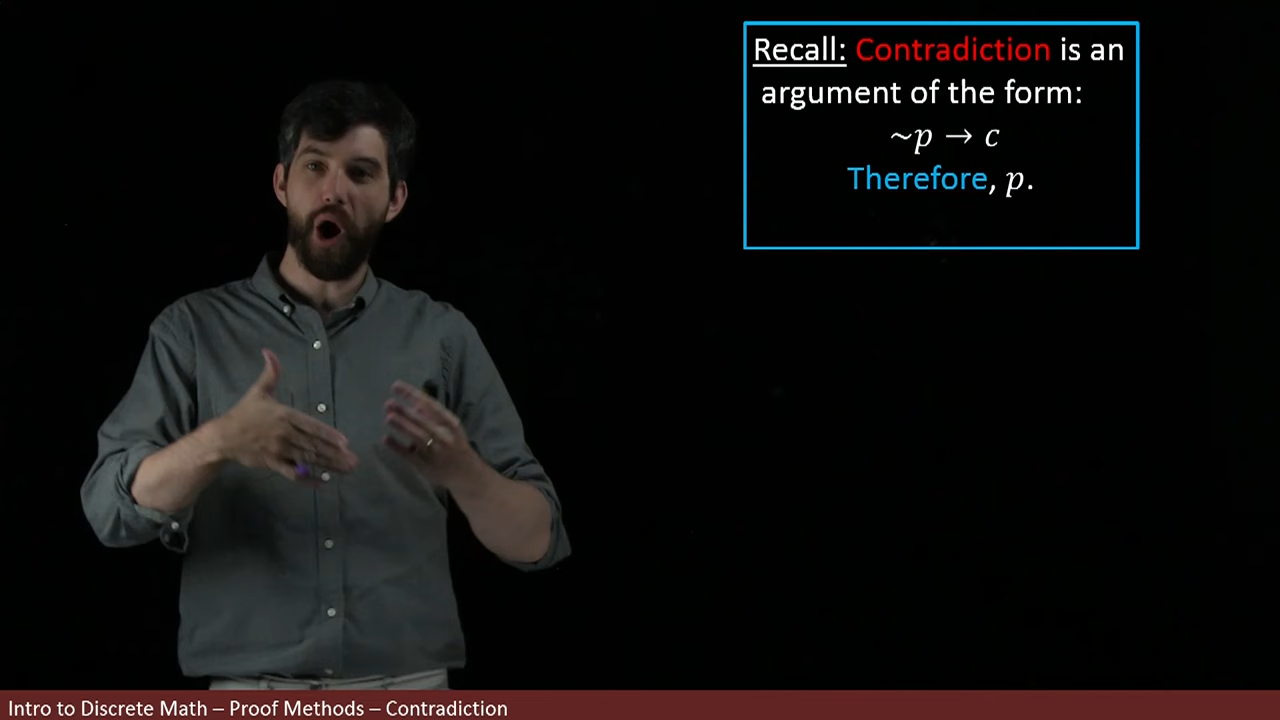 Recall: Contradiction is an
argument of the form:
~p → c
Therefore, p.
Intro to Discrete Math – Proof Methods – Contradiction